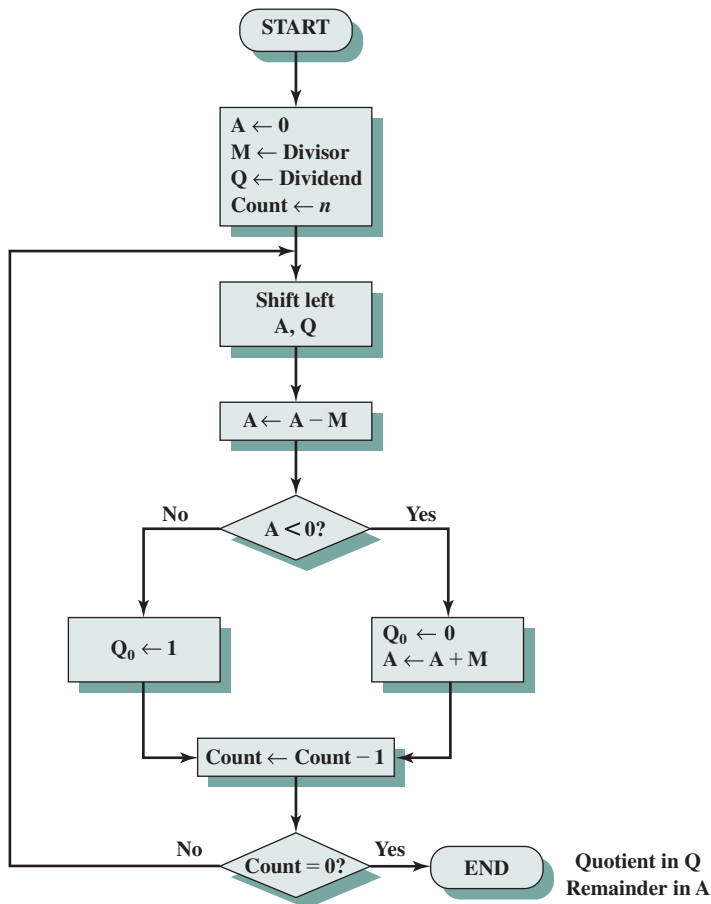 START
A ← 0
M ← Divisor
Q ← Dividend
Count ← n
Shift left
A, Q
A ← A − M
No
A < 0?
Yes
Q₀ ← 1
Q₀ ← 0
A ← A + M
Count ← Count − 1
No
Count = 0?
Yes
END
Quotient in Q
Remainder in A